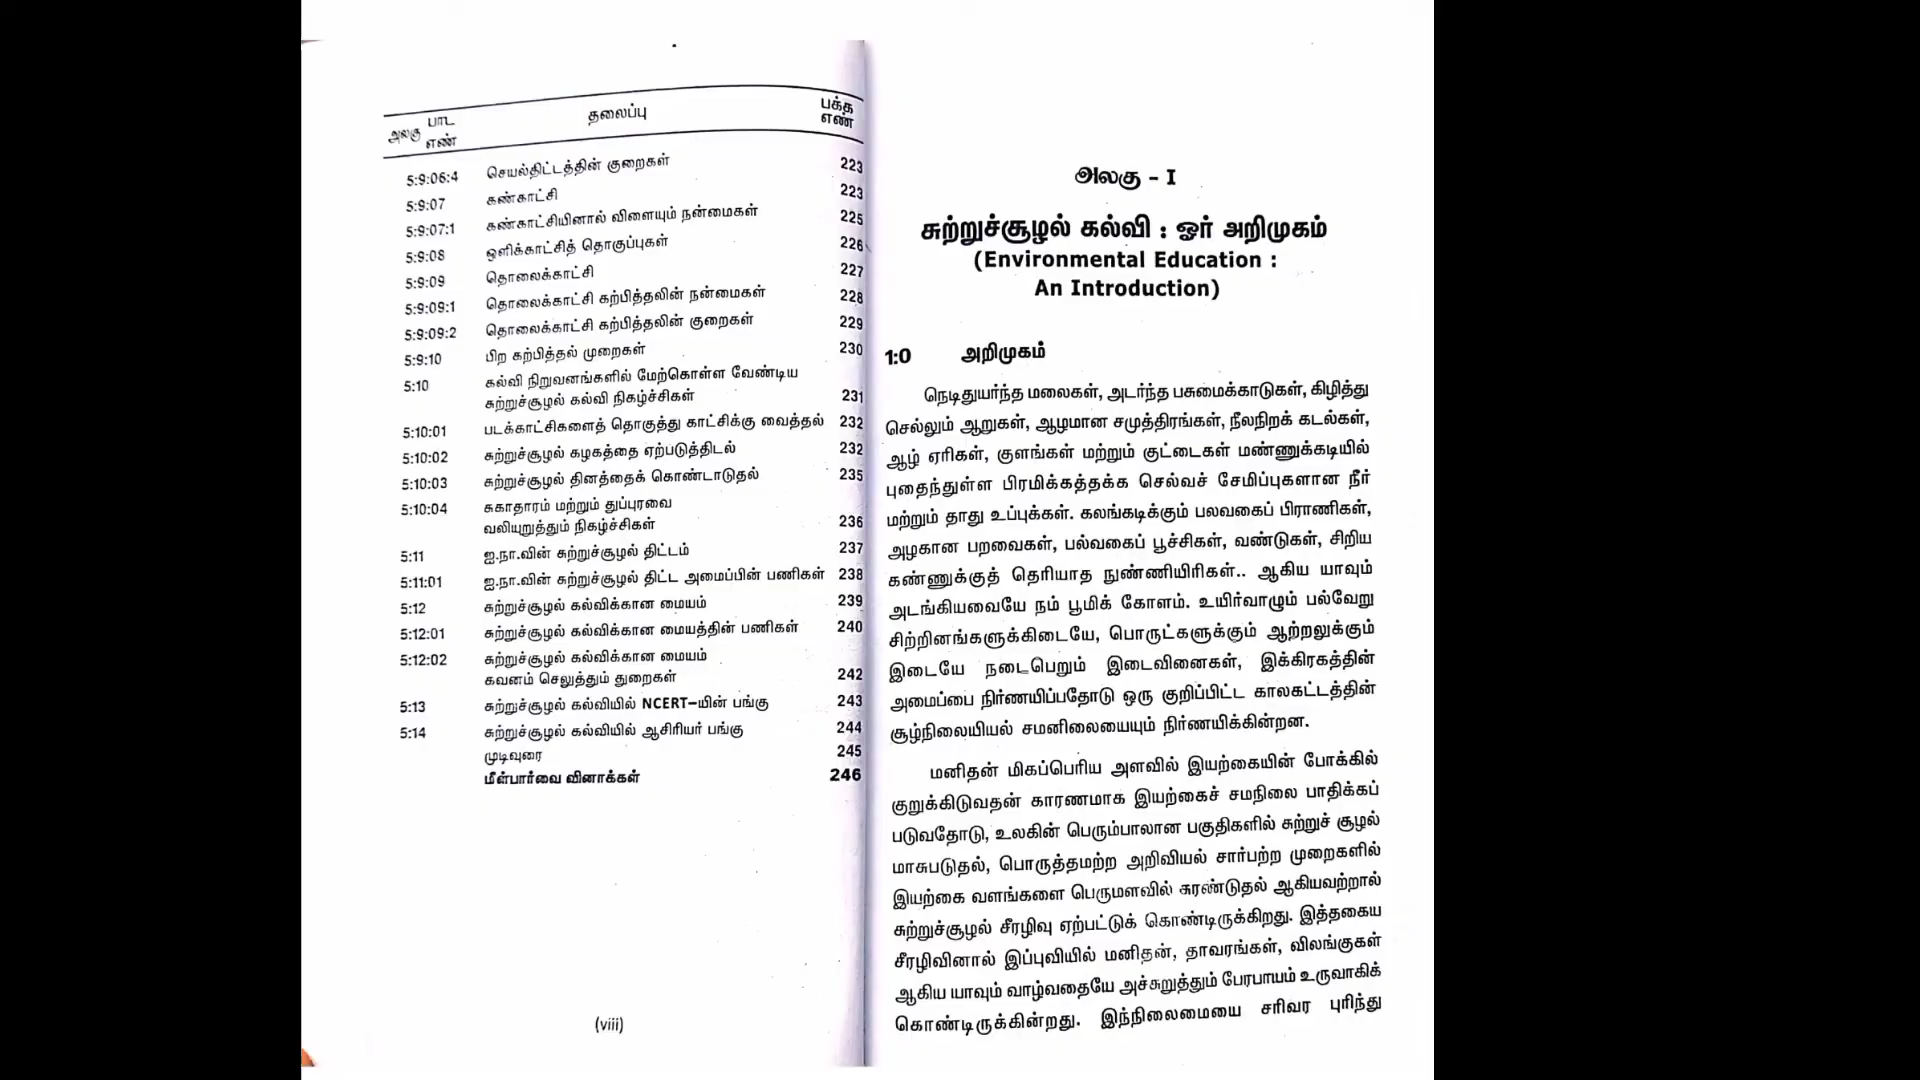 அலகு பாட எண் தலைப்பு பக்க எண்
5:9:06:4 செயல்திட்டத்தின் குறைகள் 223
5:9:07 கண்காட்சி 223
5:9:07:1 கண்காட்சியினால் விளையும் நன்மைகள் 225
5:9:08 ஒளிக்காட்சித் தொகுப்புகள் 226
5:9:09 தொலைக்காட்சி 227
5:9:09:1 தொலைக்காட்சி கற்பித்தலின் நன்மைகள் 228
5:9:09:2 தொலைக்காட்சி கற்பித்தலின் குறைகள் 229
5:9:10 பிற கற்பித்தல் முறைகள் 230
5:10 கல்வி நிறுவனங்களில் மேற்கொள்ள வேண்டிய
சுற்றுச்சூழல் கல்வி நிகழ்ச்சிகள் 231
5:10:01 படக்காட்சிகளைத் தொகுத்து காட்சிக்கு வைத்தல் 232
5:10:02 சுற்றுச்சூழல் கழகத்தை ஏற்படுத்திடல் 232
5:10:03 சுற்றுச்சூழல் தினத்தைக் கொண்டாடுதல் 235
5:10:04 சுகாதாரம் மற்றும் துப்புரவை
வலியுறுத்தும் நிகழ்ச்சிகள் 236
5:11 ஐ.நா.வின் சுற்றுச்சூழல் திட்டம் 237
5:11:01 ஐ.நா.வின் சுற்றுச்சூழல் திட்ட அமைப்பின் பணிகள் 238
5:12 சுற்றுச்சூழல் கல்விக்கான மையம் 239
5:12:01 சுற்றுச்சூழல் கல்விக்கான மையத்தின் பணிகள் 240
5:12:02 சுற்றுச்சூழல் கல்விக்கான மையம்
கவனம் செலுத்தும் துறைகள் 242
5:13 சுற்றுச்சூழல் கல்வியில் NCERT–யின் பங்கு 243
5:14 சுற்றுச்சூழல் கல்வியில் ஆசிரியர் பங்கு 244
முடிவுரை 245
மீள்பார்வை வினாக்கள் 246
(viii)
அலகு - I
சுற்றுச்சூழல் கல்வி : ஓர் அறிமுகம்
(Environmental Education :
An Introduction)
1:0 அறிமுகம்
நெடிதுயர்ந்த மலைகள், அடர்ந்த பசுமைக்காடுகள், கிழித்து
செல்லும் ஆறுகள், ஆழமான சமுத்திரங்கள், நீலநிறக் கடல்கள்,
ஆழ் ஏரிகள், குளங்கள் மற்றும் குட்டைகள் மண்ணுக்கடியில்
புதைந்துள்ள பிரமிக்கத்தக்க செல்வச் சேமிப்புகளான நீர்
மற்றும் தாது உப்புக்கள். கலங்கடிக்கும் பலவகைப் பிராணிகள்,
அழகான பறவைகள், பல்வகைப் பூச்சிகள், வண்டுகள், சிறிய
கண்ணுக்குத் தெரியாத நுண்ணியிரிகள்.. ஆகிய யாவும்
அடங்கியவையே நம் பூமிக் கோளம். உயிர்வாழும் பல்வேறு
சிற்றினங்களுக்கிடையே, பொருட்களுக்கும் ஆற்றலுக்கும்
இடையே நடைபெறும் இடைவினைகள், இக்கிரகத்தின்
அமைப்பை நிர்ணயிப்பதோடு ஒரு குறிப்பிட்ட காலகட்டத்தின்
சூழ்நிலையியல் சமனிலையையும் நிர்ணயிக்கின்றன.
மனிதன் மிகப்பெரிய அளவில் இயற்கையின் போக்கில்
குறுக்கிடுவதன் காரணமாக இயற்கைச் சமநிலை பாதிக்கப்
படுவதோடு, உலகின் பெரும்பாலான பகுதிகளில் சுற்றுச் சூழல்
மாசுபடுதல், பொருத்தமற்ற அறிவியல் சார்பற்ற முறைகளில்
இயற்கை வளங்களை பெருமளவில் சுரண்டுதல் ஆகியவற்றால்
சுற்றுச்சூழல் சீரழிவு ஏற்பட்டுக் கொண்டிருக்கிறது. இத்தகைய
சீரழிவினால் இப்புவியில் மனிதன், தாவரங்கள், விலங்குகள்
ஆகிய யாவும் வாழ்வதையே அச்சுறுத்தும் பேரபாயம் உருவாகிக்
கொண்டிருக்கின்றது. இந்நிலைமையை சரிவர புரிந்து